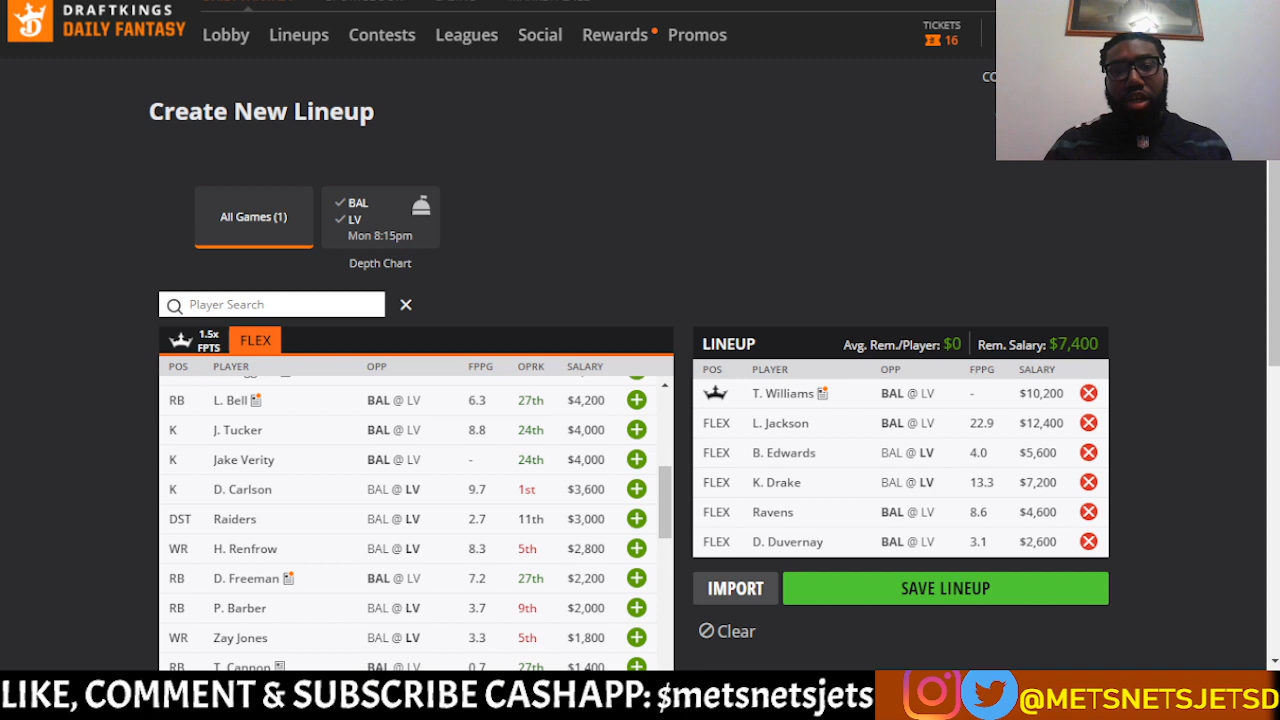 DRAFTKINGS
DAILY FANTASY
Lobby Lineups Contests Leagues Social Rewards Promos
TICKETS
16
Create New Lineup
All Games (1)
BAL
LV
Mon 8:15pm
Depth Chart
Player Search
1.5x
FPTS
FLEX
POS PLAYER OPP FPPG OPRK SALARY
RB L. Bell BAL @ LV 6.3 27th $4,200
K J. Tucker BAL @ LV 8.8 24th $4,000
K Jake Verity BAL @ LV - 24th $4,000
K D. Carlson BAL @ LV 9.7 1st $3,600
DST Raiders BAL @ LV 2.7 11th $3,000
WR H. Renfrow BAL @ LV 8.3 5th $2,800
RB D. Freeman BAL @ LV 7.2 27th $2,200
RB P. Barber BAL @ LV 3.7 9th $2,000
WR Zay Jones BAL @ LV 3.3 5th $1,800
RB T. Cannon BAL @ LV 0.7 27th $1,400
LINEUP Avg. Rem./Player: $0 Rem. Salary: $7,400
POS PLAYER OPP FPPG SALARY
T. Williams BAL @ LV - $10,200
FLEX L. Jackson BAL @ LV 22.9 $12,400
FLEX B. Edwards BAL @ LV 4.0 $5,600
FLEX K. Drake BAL @ LV 13.3 $7,200
FLEX Ravens BAL @ LV 8.6 $4,600
FLEX D. Duvernay BAL @ LV 3.1 $2,600
IMPORT SAVE LINEUP
Clear
LIKE, COMMENT & SUBSCRIBE CASHAPP: $metsnetsjets
@METSNETSJETSD